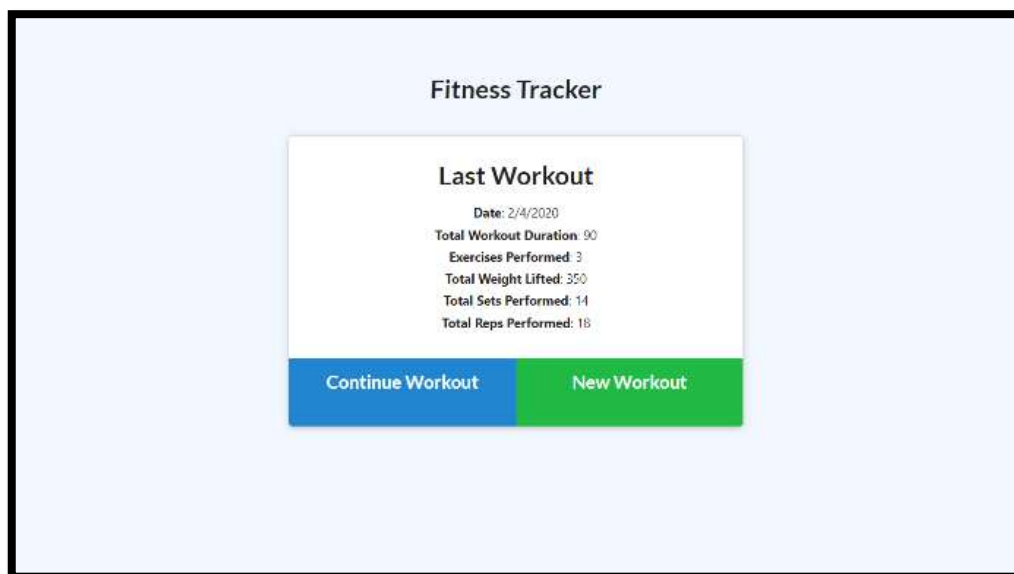 Fitness Tracker
Last Workout
Date: 2/4/2020
Total Workout Duration: 90
Exercises Performed: 3
Total Weight Lifted: 350
Total Sets Performed: 14
Total Reps Performed: 18
Continue Workout
New Workout